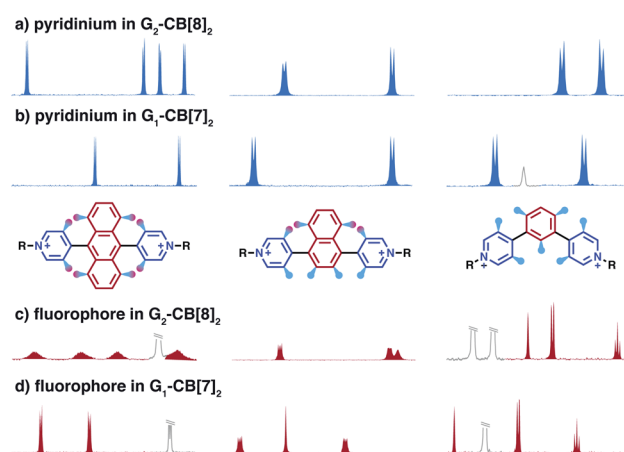 a) pyridinium in G₂-CB[8]₂
b) pyridinium in G₁-CB[7]₂
R-N + + N-R
R-N + + N-R
R-N + + N-R
c) fluorophore in G₂-CB[8]₂
d) fluorophore in G₁-CB[7]₂